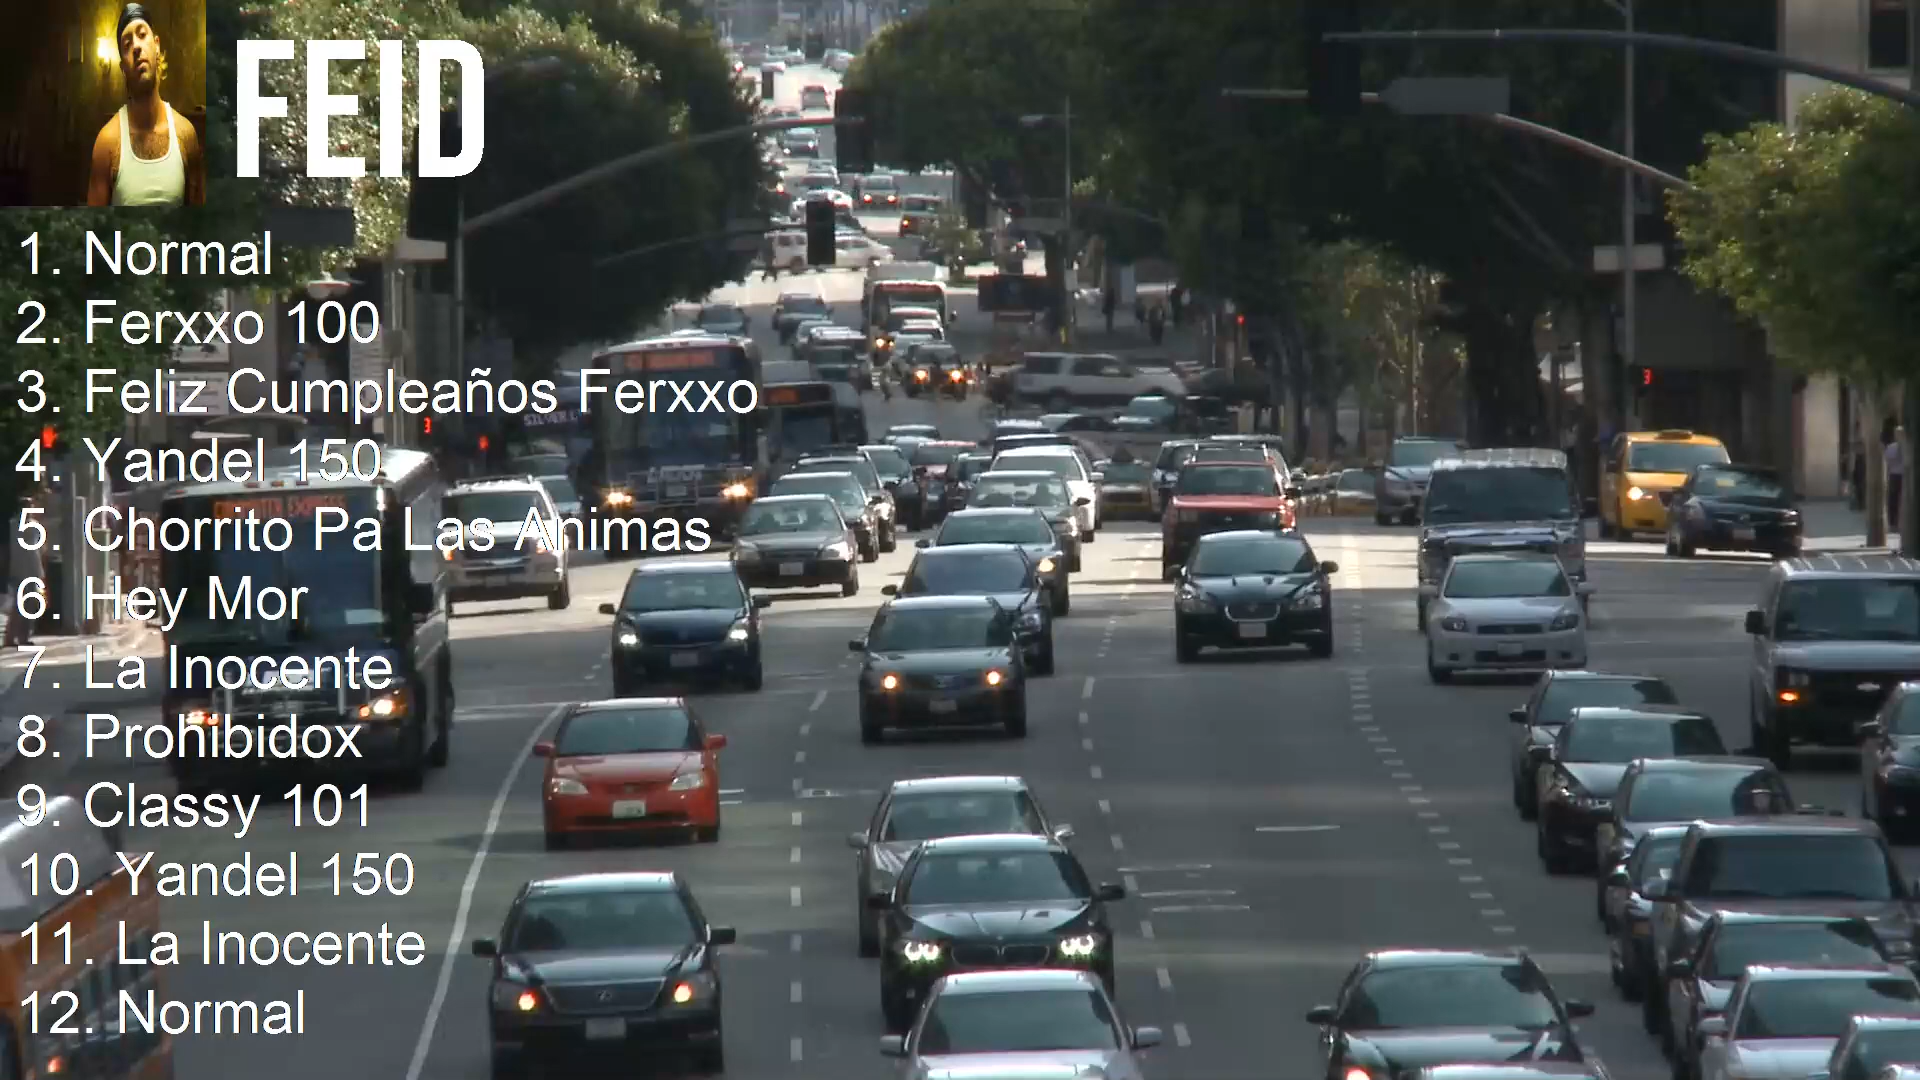 FEID
1. Normal
2. Ferxxo 100
3. Feliz Cumpleaños Ferxxo
4. Yandel 150
5. Chorrito Pa Las Animas
6. Hey Mor
7. La Inocente
8. Prohibidox
9. Classy 101
10. Yandel 150
11. La Inocente
12. Normal